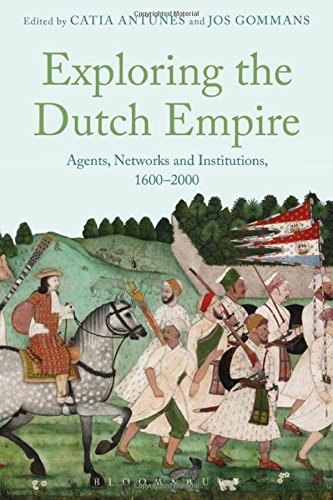 Edited by CATIA ANTUNES and JOS GOMMANS
Exploring the
Dutch Empire
Agents, Networks and Institutions,
1600–2000
BLOOMSBURY